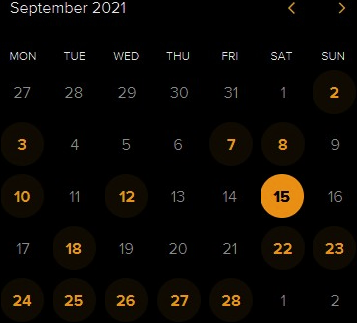 September 2021 < >
MON TUE WED THU FRI SAT SUN
27 28 29 30 31 1 2
3 4 5 6 7 8 9
10 11 12 13 14 15 16
17 18 19 20 21 22 23
24 25 26 27 28 1 2